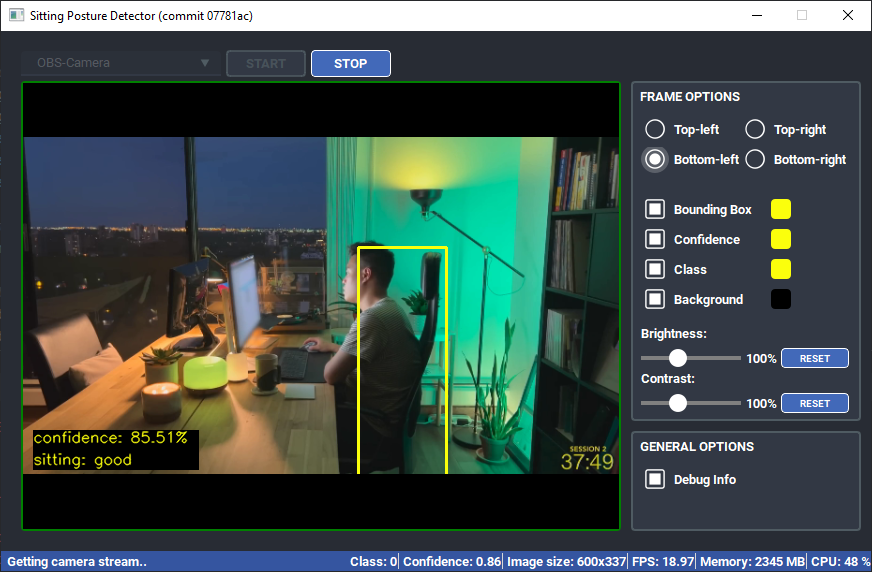 Sitting Posture Detector (commit 07781ac)
OBS-Camera
START
STOP
confidence: 85.51%
sitting: good
SESSION 2
37:49
FRAME OPTIONS
Top-left
Top-right
Bottom-left
Bottom-right
Bounding Box
Confidence
Class
Background
Brightness:
100%
RESET
Contrast:
100%
RESET
GENERAL OPTIONS
Debug Info
Getting camera stream..
Class: 0
Confidence: 0.86
Image size: 600x337
FPS: 18.97
Memory: 2345 MB
CPU: 48 %